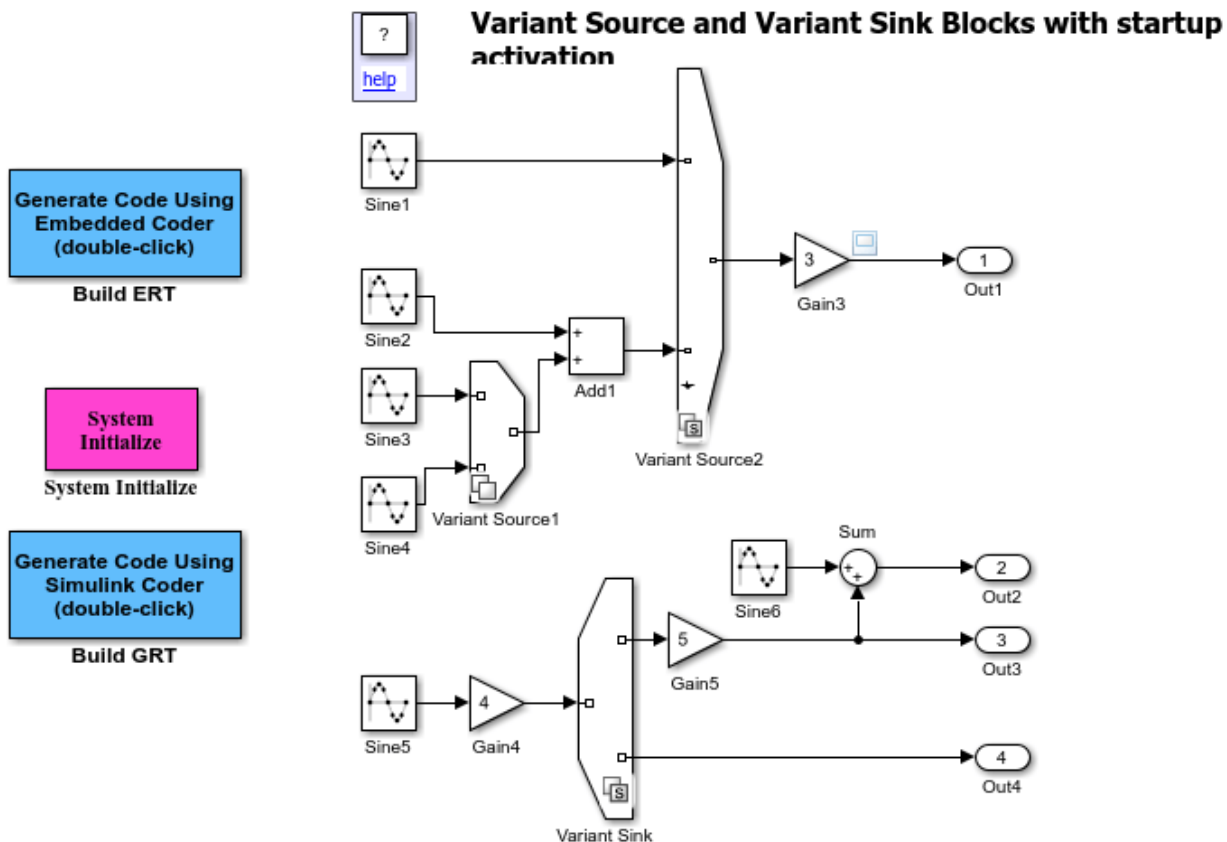 Variant Source and Variant Sink Blocks with startup
activation
?
help
Sine1
Generate Code Using
Embedded Coder
(double-click)
Build ERT
3
Gain3
1
Out1
Sine2
+
+
Add1
Sine3
System
Initialize
System Initialize
S
Variant Source2
Sine4
Variant Source1
Generate Code Using
Simulink Coder
(double-click)
Build GRT
Sum
Sine6
+
+
2
Out2
5
Gain5
3
Out3
Sine5
4
Gain4
4
Out4
S
Variant Sink